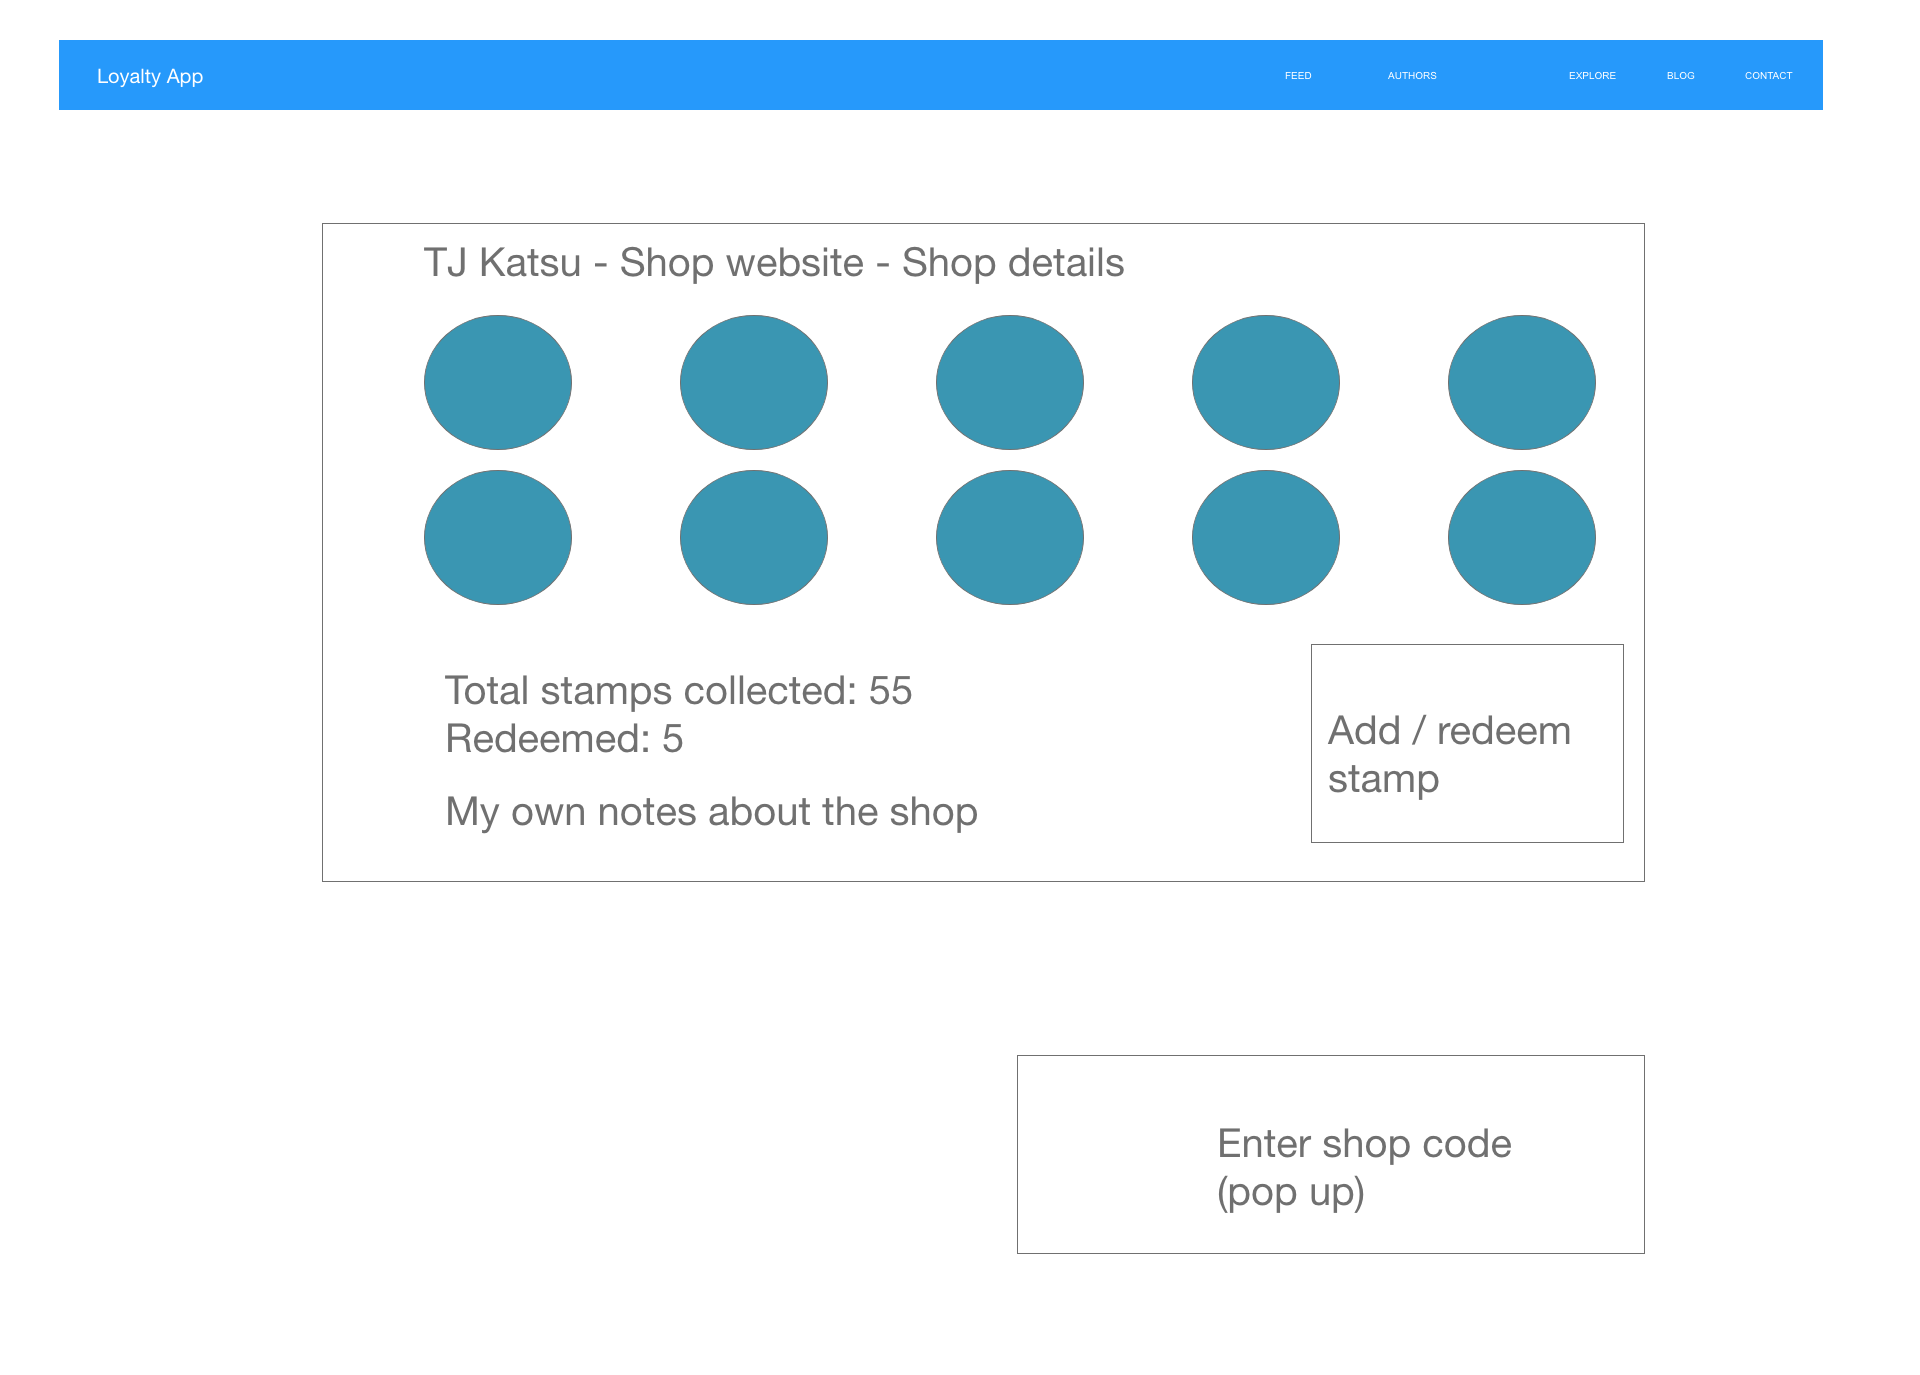 Loyalty App
FEED
AUTHORS
EXPLORE
BLOG
CONTACT
TJ Katsu - Shop website - Shop details
Total stamps collected: 55
Redeemed: 5
My own notes about the shop
Add / redeem
stamp
Enter shop code
(pop up)